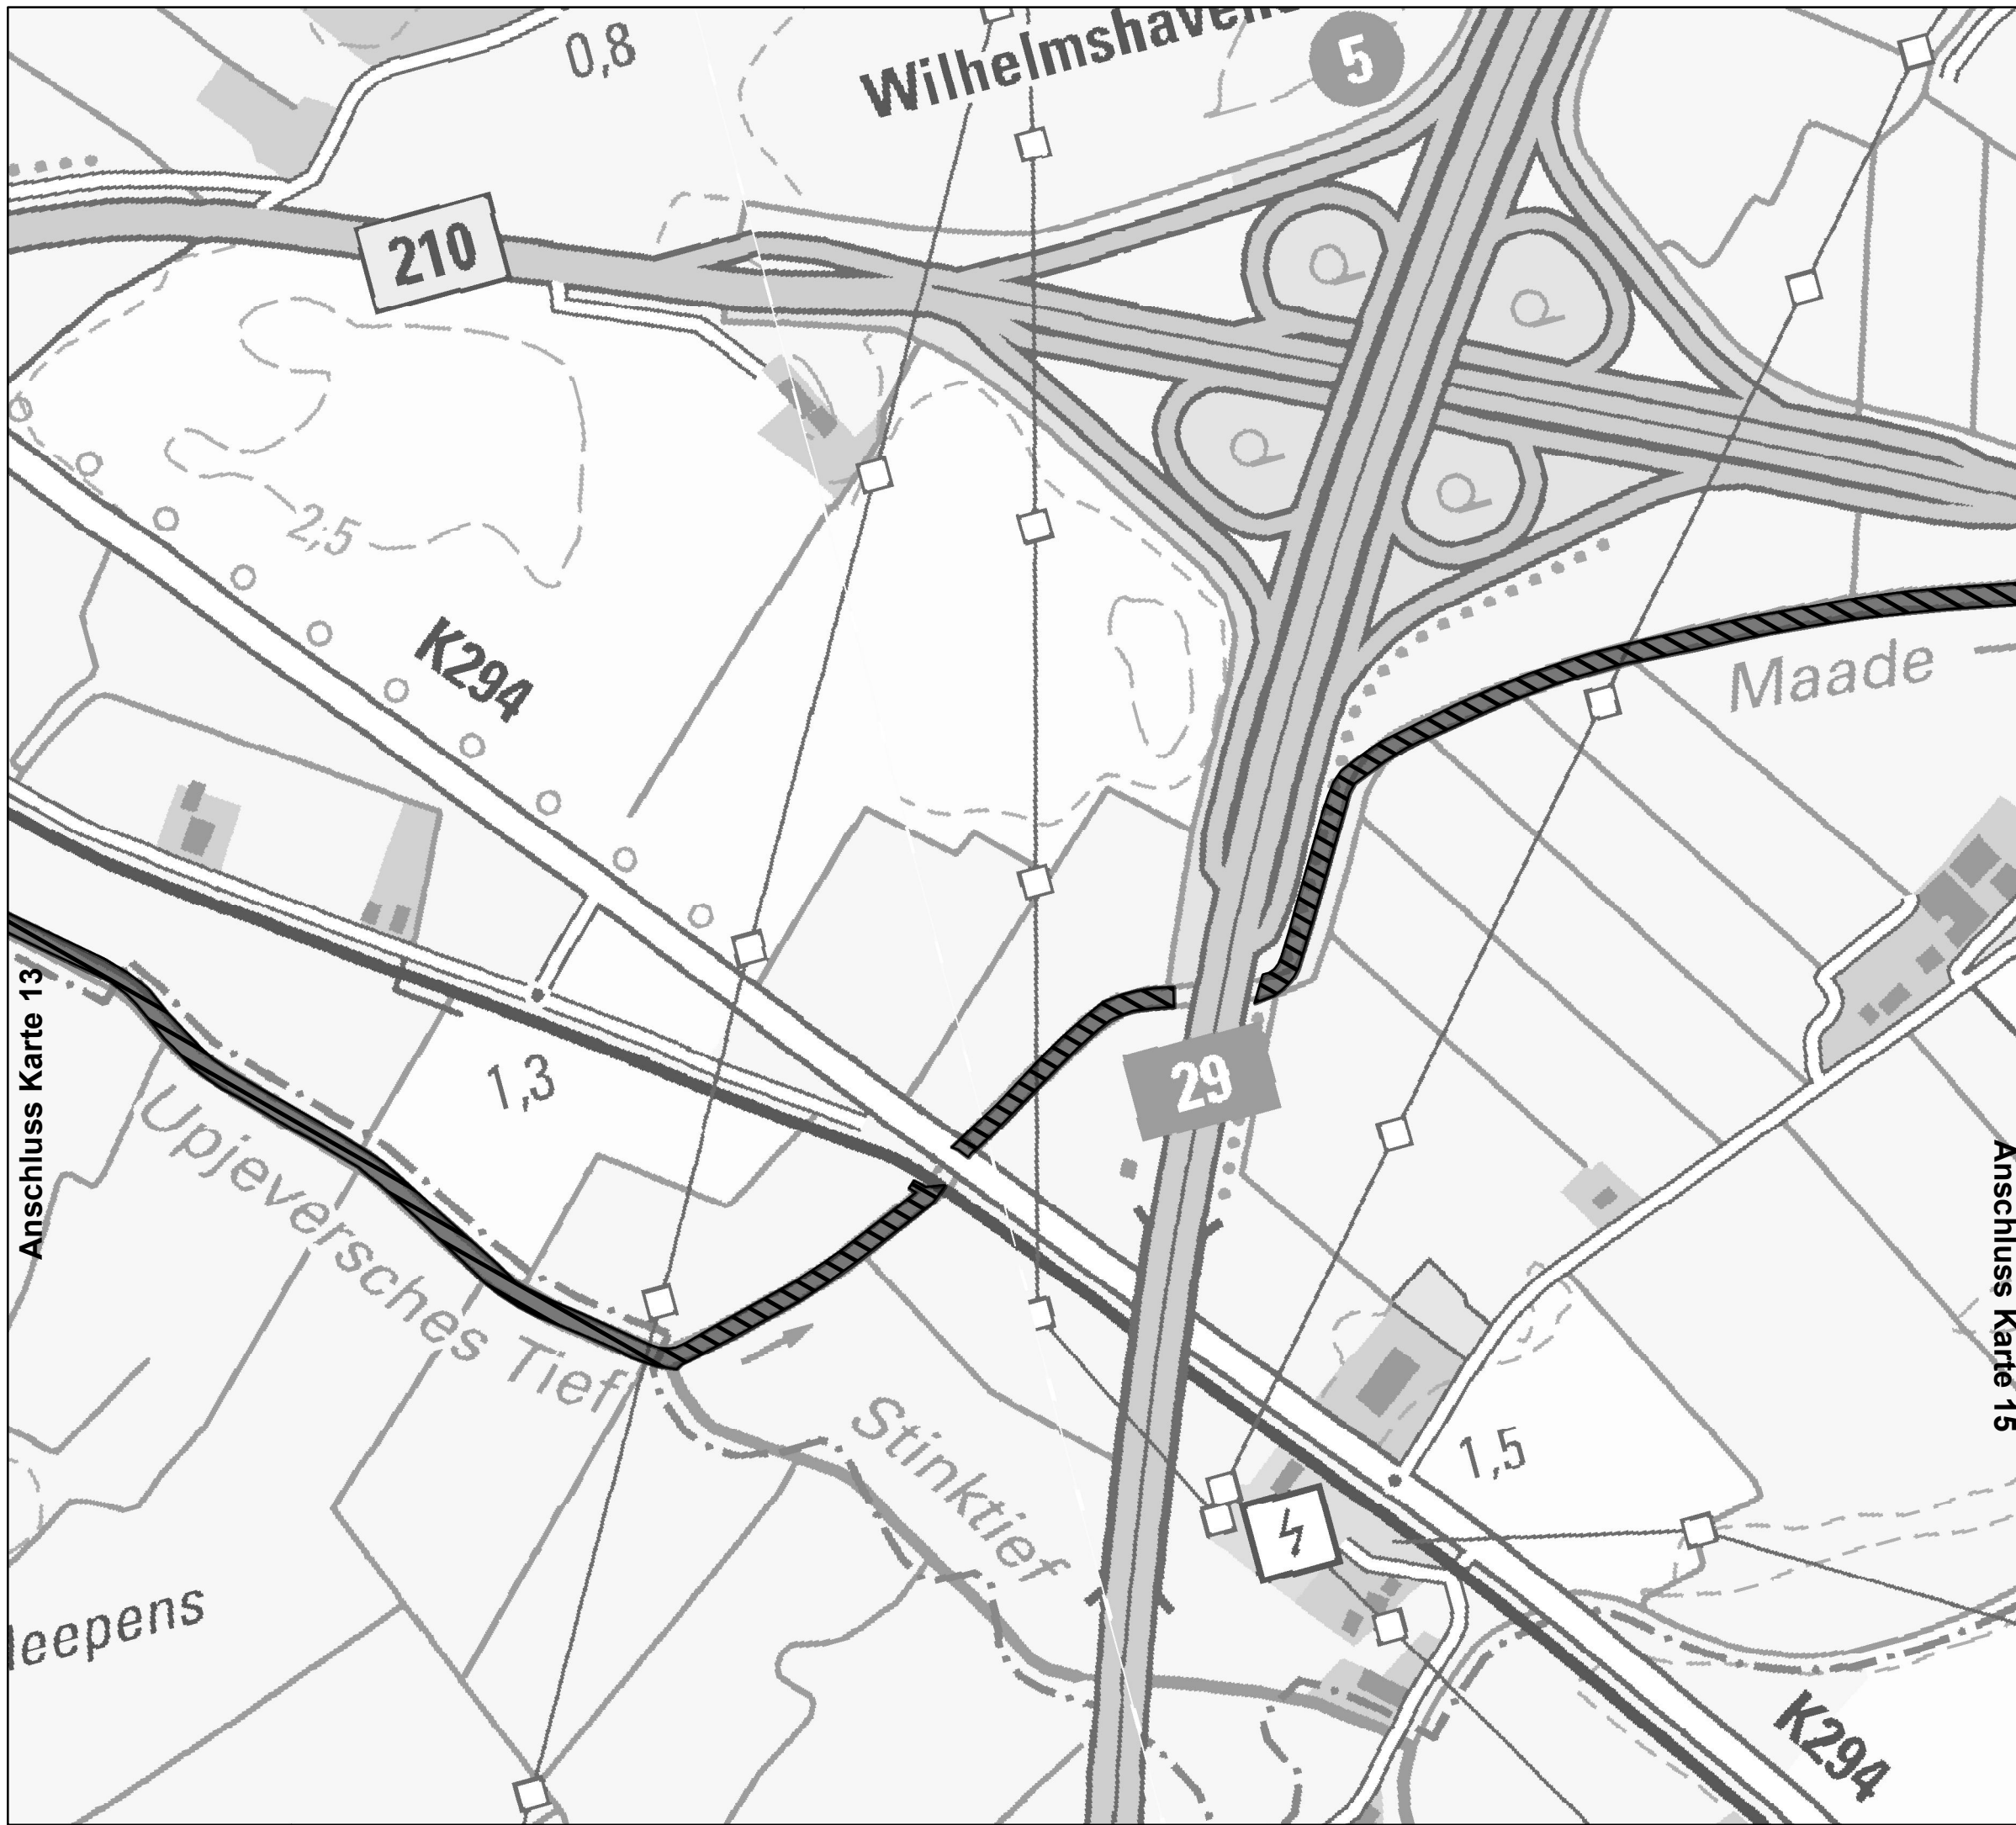 0,8
5
210
2,5
K294
Maade
Anschluss Karte 13
1,3
29
Upjeversches Tief
Anschluss Karte 15
Stinktief
1,5
leepens
K294